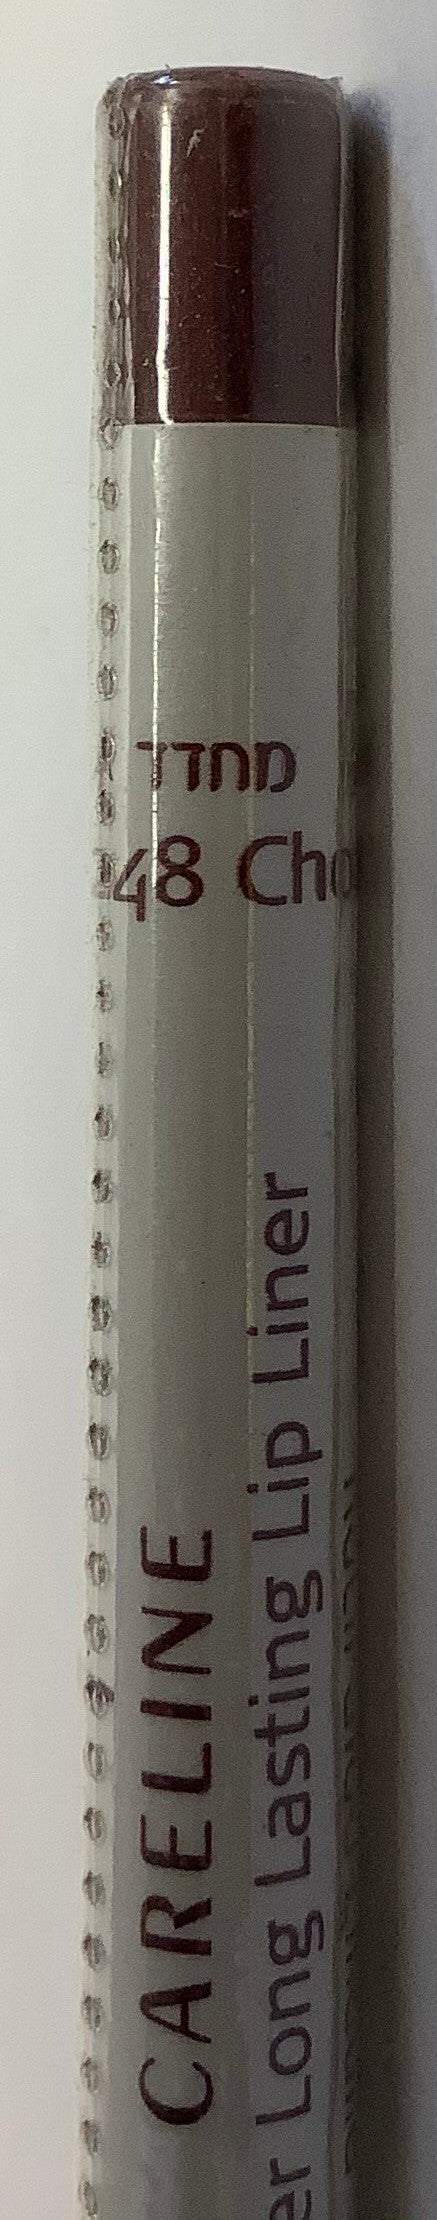 מחדד
48 Cho
CARELINE
er Long Lasting Lip Liner